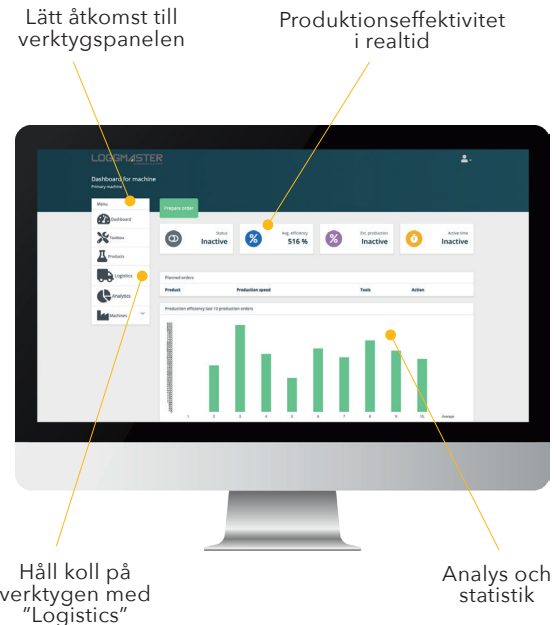 Lätt åtkomst till
verktygspanelen
Produktionseffektivitet
i realtid
LOGGMASTER
Dashboard for machine
Primary machine
Menu
Dashboard
Toolbox
Products
Logistics
Analytics
Machines
Prepare order
Status
Inactive
Avg. efficiency
516 %
Est. production
Inactive
Active time
Inactive
Planned orders
Product Production speed Tools Action
Production efficiency last 10 production orders
1 2 3 4 5 6 7 8 9 10 Average
Håll koll på
verktygen med
”Logistics”
Analys och
statistik